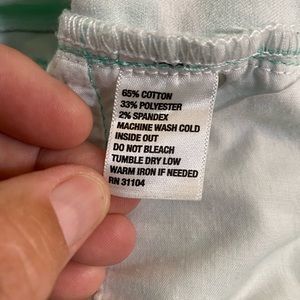 65% COTTON
33% POLYESTER
2% SPANDEX
MACHINE WASH COLD
INSIDE OUT
DO NOT BLEACH
TUMBLE DRY LOW
WARM IRON IF NEEDED
RN 31104